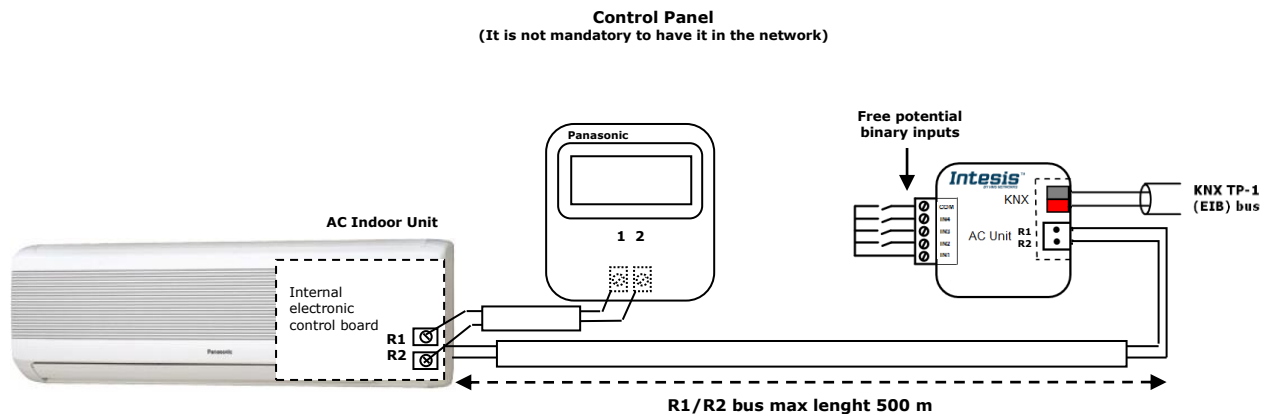 Control Panel
(It is not mandatory to have it in the network)
Free potential
binary inputs
Panasonic
Intesis™
KNX
KNX TP-1
(EIB) bus
COM
IN4
IN3
IN2
IN1
AC Unit R1
R2
AC Indoor Unit
1 2
Internal
electronic
control board
R1
R2
Panasonic
R1/R2 bus max lenght 500 m